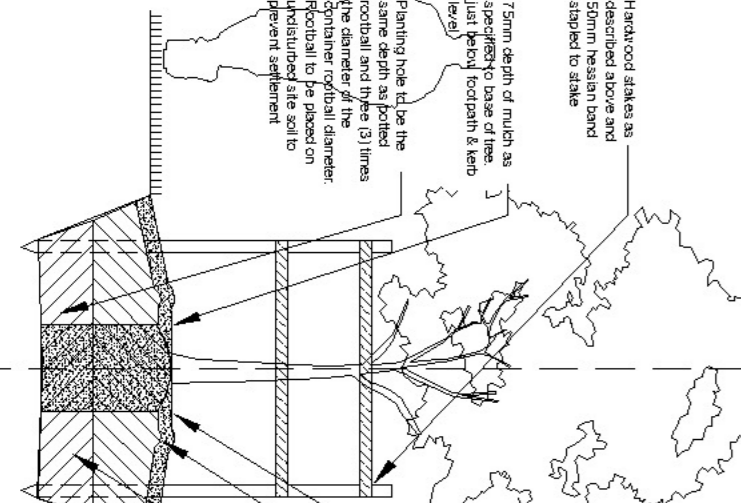 Hardwood stakes as
described above and
50mm hessian band
stapled to stake
75mm depth of mulch as
specified to base of tree.
just below footpath & kerb
level.
Planting hole to be the
same depth as potted
rootball and three (3) times
the diameter of the
container rootball diameter.
Rootball to be placed on
undisturbed site soil to
prevent settlement